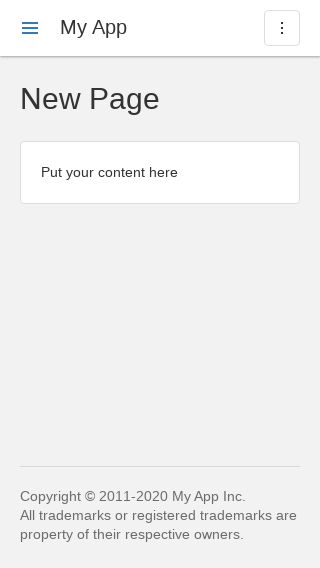 My App
New Page
Put your content here
Copyright © 2011-2020 My App Inc.
All trademarks or registered trademarks are
property of their respective owners.